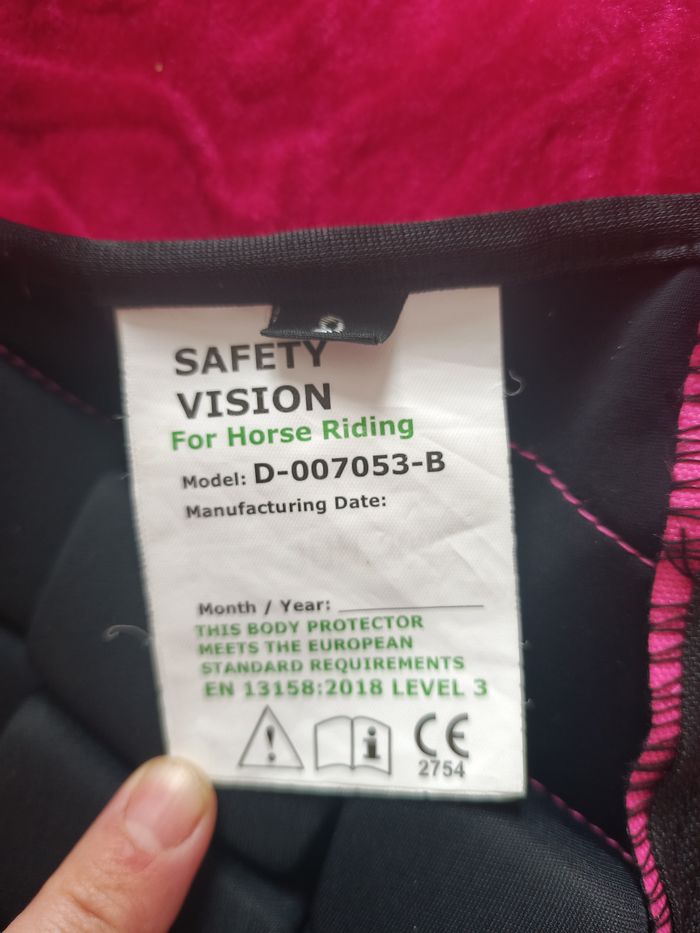 SAFETY
VISION
For Horse Riding
Model: D-007053-B
Manufacturing Date:
Month / Year: ____________
THIS BODY PROTECTOR
MEETS THE EUROPEAN
STANDARD REQUIREMENTS
EN 13158:2018 LEVEL 3
CE
2754